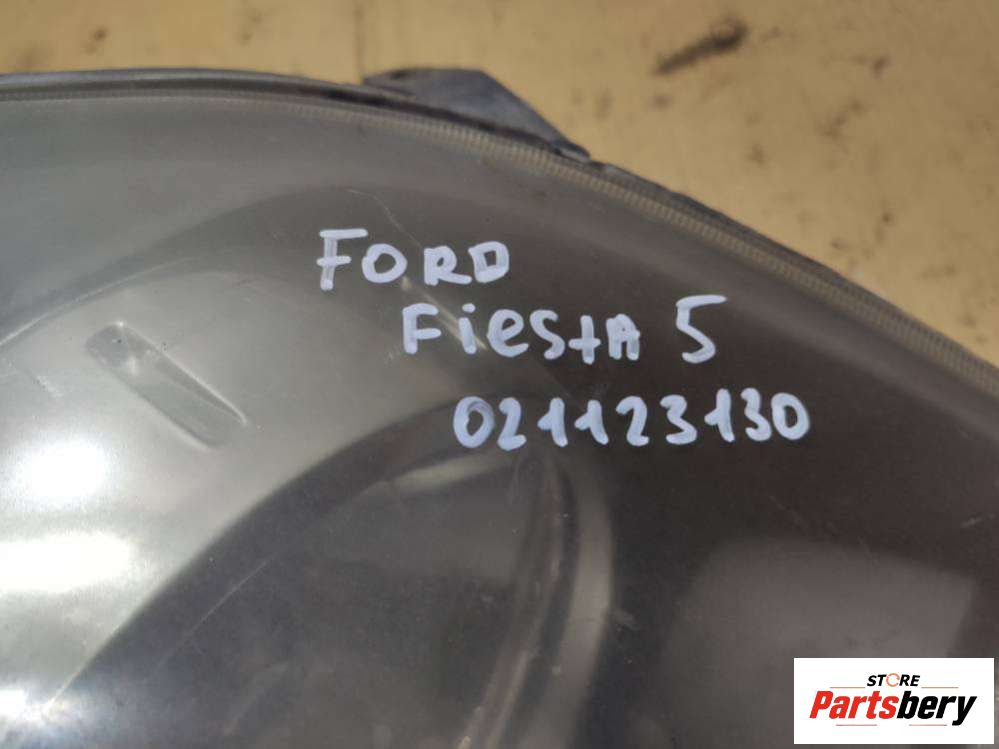 FORD
FiestA 5
021123130
STORE
Partsbery